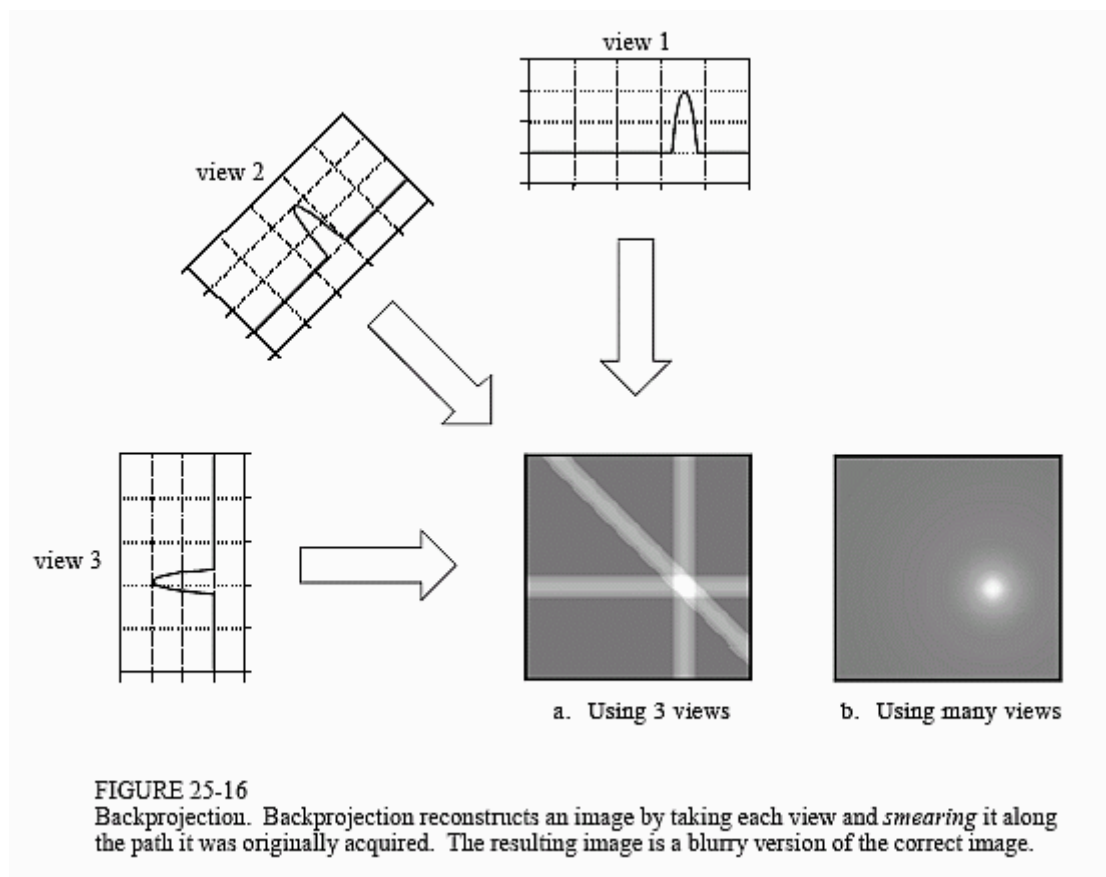 view 1
view 2
view 3
a. Using 3 views
b. Using many views
FIGURE 25-16
Backprojection. Backprojection reconstructs an image by taking each view and smearing it along
the path it was originally acquired. The resulting image is a blurry version of the correct image.